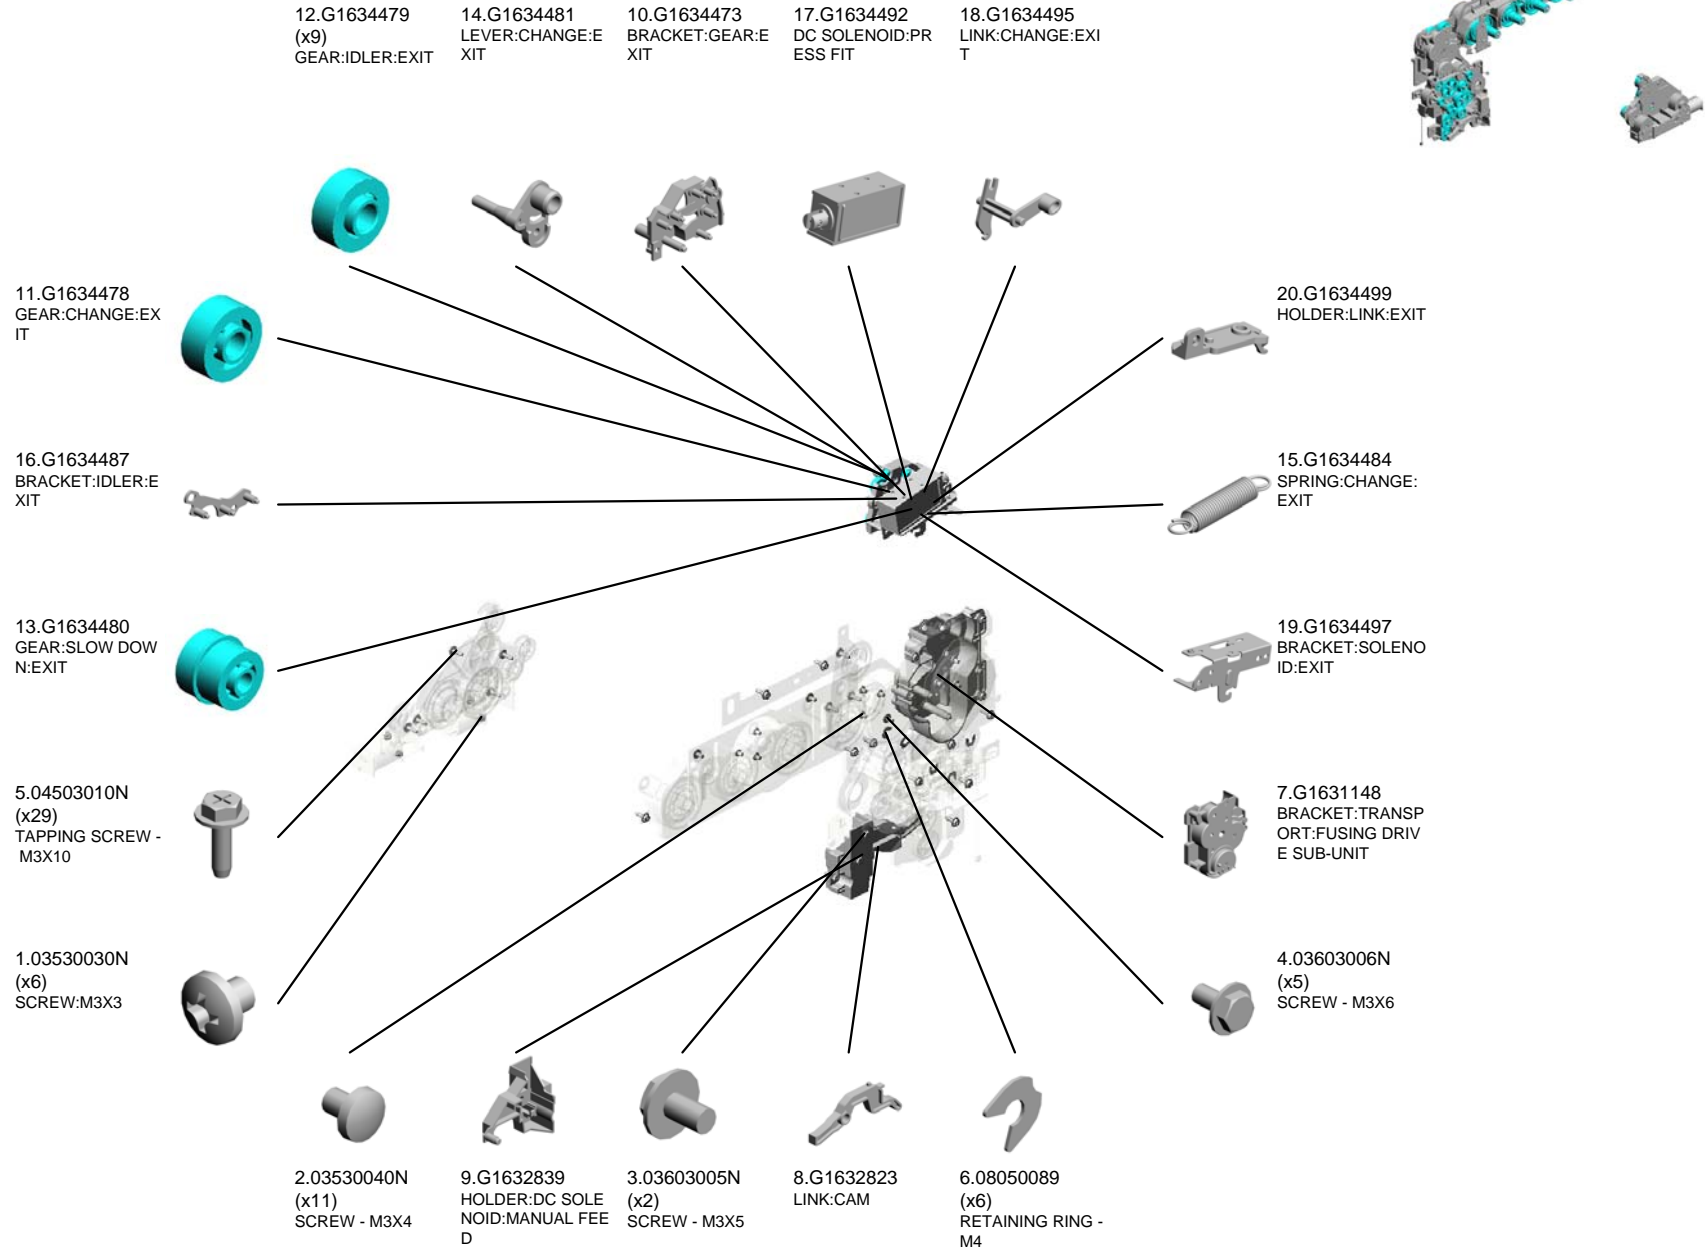 12.G1634479
(x9)
GEAR:IDLER:EXIT
14.G1634481
LEVER:CHANGE:E
XIT
10.G1634473
BRACKET:GEAR:E
XIT
17.G1634492
DC SOLENOID:PR
ESS FIT
18.G1634495
LINK:CHANGE:EXI
T
11.G1634478
GEAR:CHANGE:EX
IT
20.G1634499
HOLDER:LINK:EXIT
16.G1634487
BRACKET:IDLER:E
XIT
15.G1634484
SPRING:CHANGE:
EXIT
13.G1634480
GEAR:SLOW DOW
N:EXIT
19.G1634497
BRACKET:SOLENO
ID:EXIT
5.04503010N
(x29)
TAPPING SCREW -
M3X10
7.G1631148
BRACKET:TRANSP
ORT:FUSING DRIV
E SUB-UNIT
1.03530030N
(x6)
SCREW:M3X3
4.03603006N
(x5)
SCREW - M3X6
2.03530040N
(x11)
SCREW - M3X4
9.G1632839
HOLDER:DC SOLE
NOID:MANUAL FEE
D
3.03603005N
(x2)
SCREW - M3X5
8.G1632823
LINK:CAM
6.08050089
(x6)
RETAINING RING -
M4